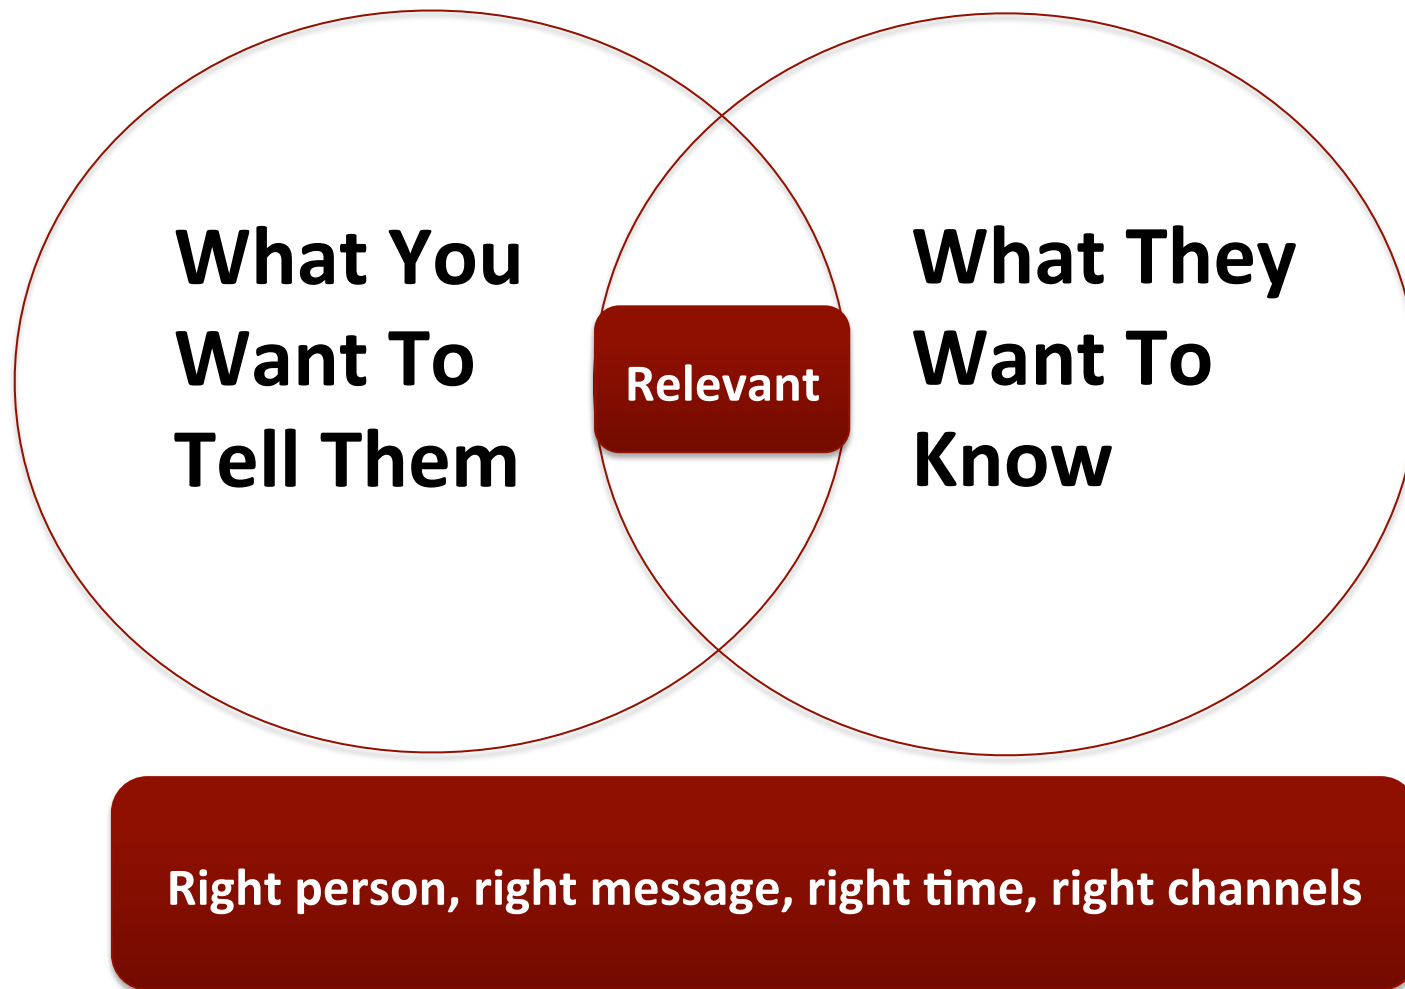 What You
Want To
Tell Them
Relevant
What They
Want To
Know
Right person, right message, right time, right channels